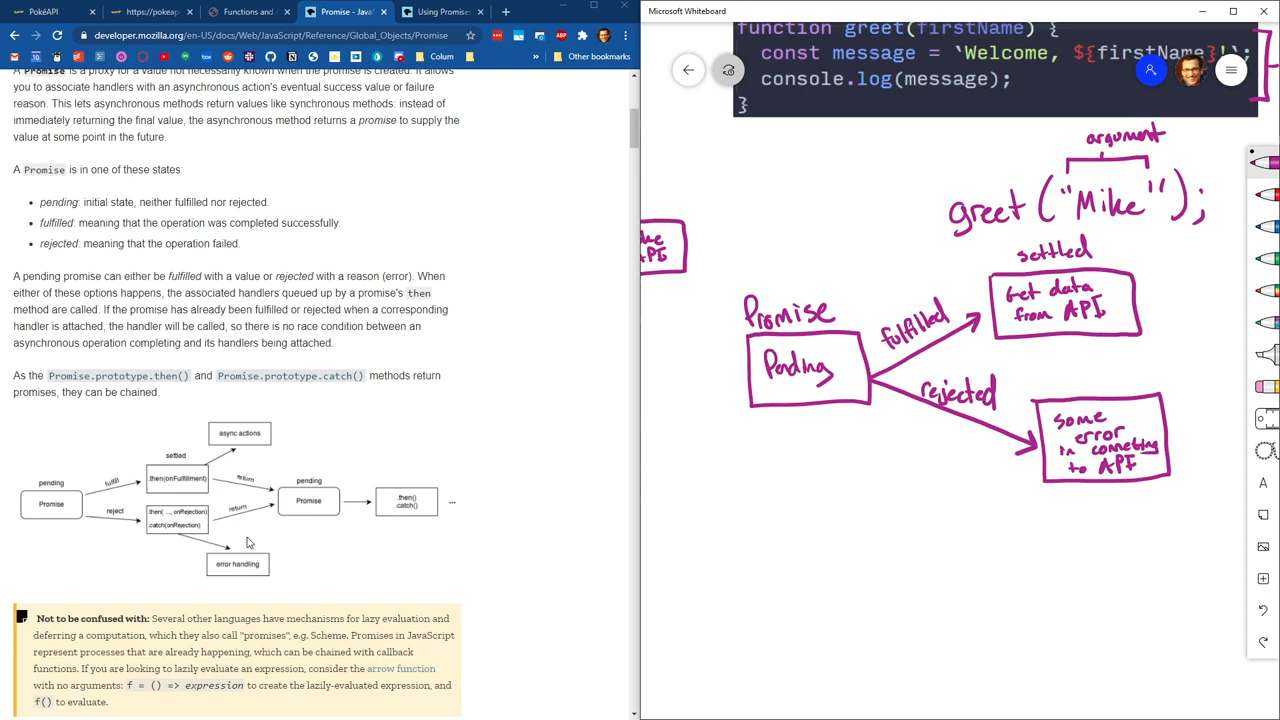 PokéAPI
https://pokeap
Functions and
Promise - JavaS
Using Promises
eveloper.mozilla.org/en-US/docs/Web/JavaScript/Reference/Global_Objects/Promise
Colum
A Promise is a proxy for a value not necessarily known when the promise is created. It allows
you to associate handlers with an asynchronous action's eventual success value or failure
reason. This lets asynchronous methods return values like synchronous methods: instead of
immediately returning the final value, the asynchronous method returns a promise to supply the
value at some point in the future.
A Promise is in one of these states:
pending: initial state, neither fulfilled nor rejected.
fulfilled: meaning that the operation was completed successfully.
rejected: meaning that the operation failed.
A pending promise can either be fulfilled with a value or rejected with a reason (error). When
either of these options happens, the associated handlers queued up by a promise's then
method are called. If the promise has already been fulfilled or rejected when a corresponding
handler is attached, the handler will be called, so there is no race condition between an
asynchronous operation completing and its handlers being attached.
As the Promise.prototype.then() and Promise.prototype.catch() methods return
promises, they can be chained.
async actions
settled
pending
fulfill
.then(onFulfillment)
return
pending
Promise
Promise
.then()
.catch()
...
reject
.then( ..., onRejection)
.catch(onRejection)
return
error handling
Not to be confused with: Several other languages have mechanisms for lazy evaluation and
deferring a computation, which they also call "promises", e.g. Scheme. Promises in JavaScript
represent processes that are already happening, which can be chained with callback
functions. If you are looking to lazily evaluate an expression, consider the arrow function
with no arguments: f = () => expression to create the lazily-evaluated expression, and
f() to evaluate.
Microsoft Whiteboard
function greet(firstName) {
const message = `Welcome, ${firstName}!`;
console.log(message);
}
argument
greet ("Mike");
API
settled
Get data
from API
Promise
Pending
fulfilled
rejected
some
error
in connecting
to API